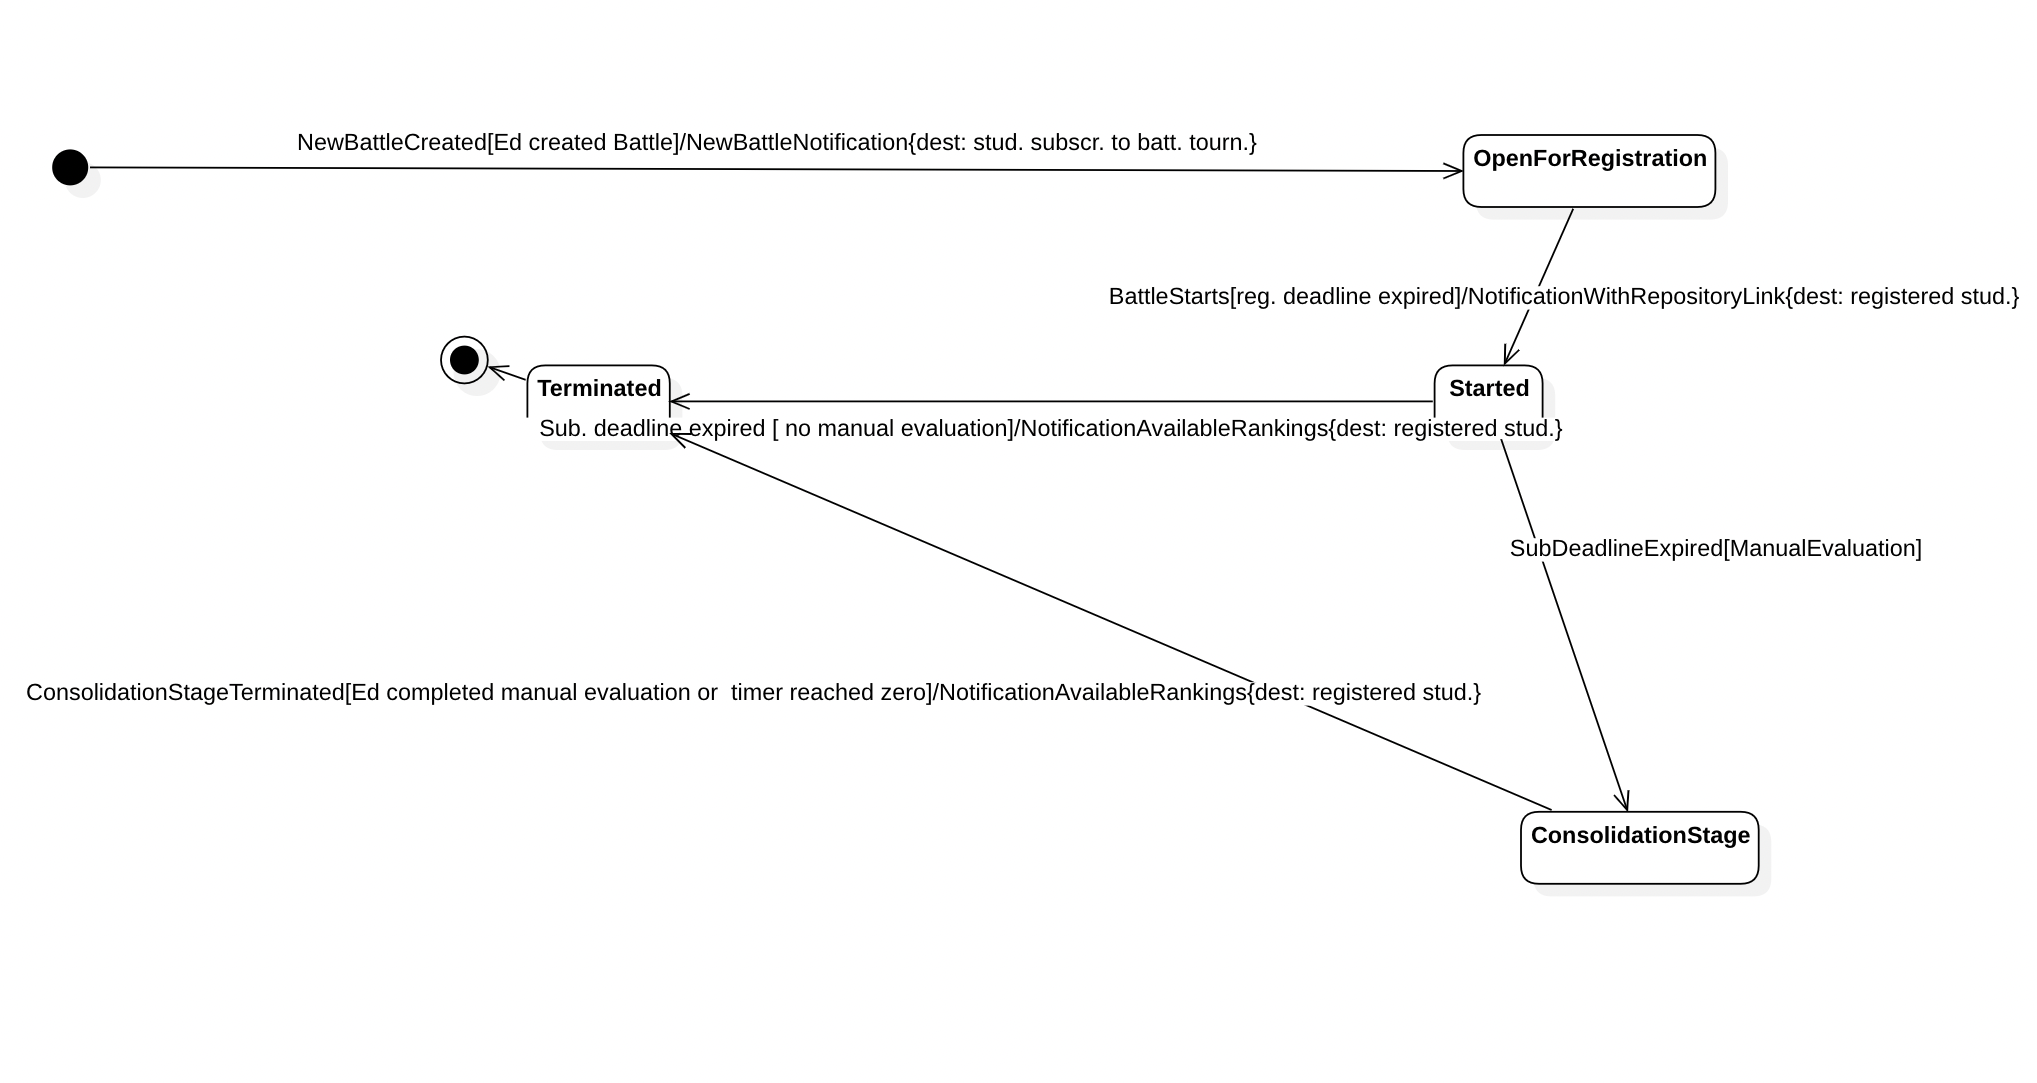 NewBattleCreated[Ed created Battle]/NewBattleNotification{dest: stud. subscr. to batt. tourn.}
OpenForRegistration
BattleStarts[reg. deadline expired]/NotificationWithRepositoryLink{dest: registered stud.}
Terminated
Started
Sub. deadline expired [ no manual evaluation]/NotificationAvailableRankings{dest: registered stud.}
SubDeadlineExpired[ManualEvaluation]
ConsolidationStageTerminated[Ed completed manual evaluation or  timer reached zero]/NotificationAvailableRankings{dest: registered stud.}
ConsolidationStage